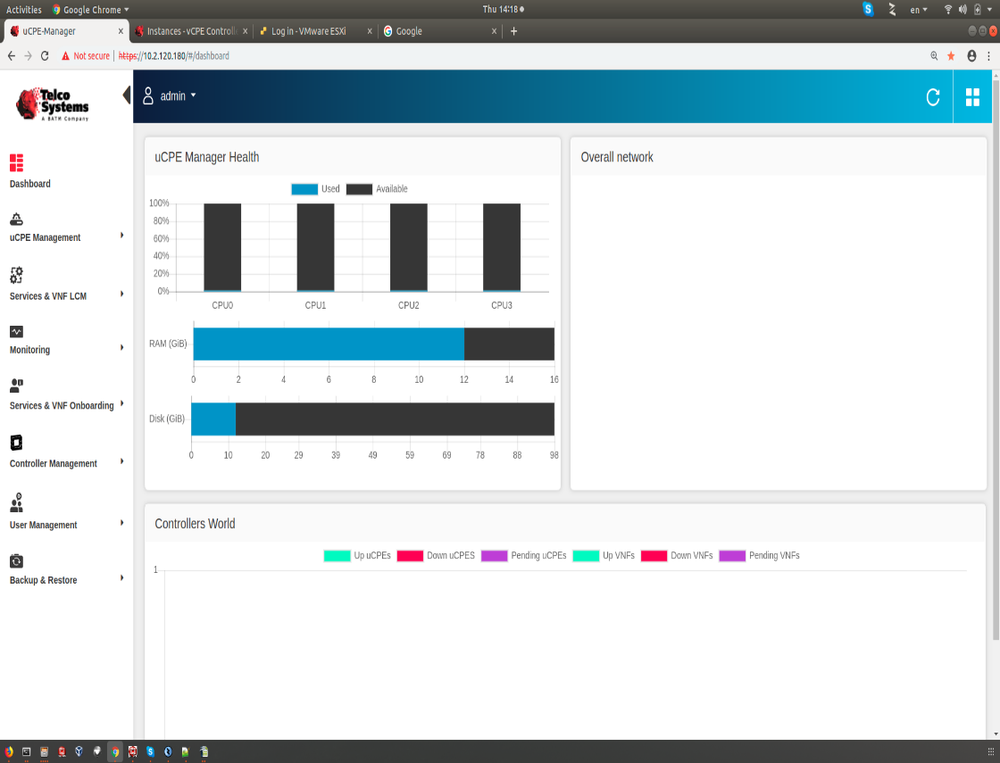 Activities Google Chrome Thu 14:18 en
uCPE-Manager Instances - vCPE Controll Log in - VMware ESXi Google
Not secure https://10.2.120.180/#/dashboard
Telco Systems
A BATM Company
admin
Dashboard
uCPE Management
Services & VNF LCM
Monitoring
Services & VNF Onboarding
Controller Management
User Management
Backup & Restore
uCPE Manager Health
Used Available
100%
80%
60%
40%
20%
0%
CPU0 CPU1 CPU2 CPU3
RAM (GiB)
0 2 4 6 8 10 12 14 16
Disk (GiB)
0 10 20 29 39 49 59 69 78 88 98
Overall network
Controllers World
Up uCPEs Down uCPES Pending uCPEs Up VNFs Down VNFs Pending VNFs
1